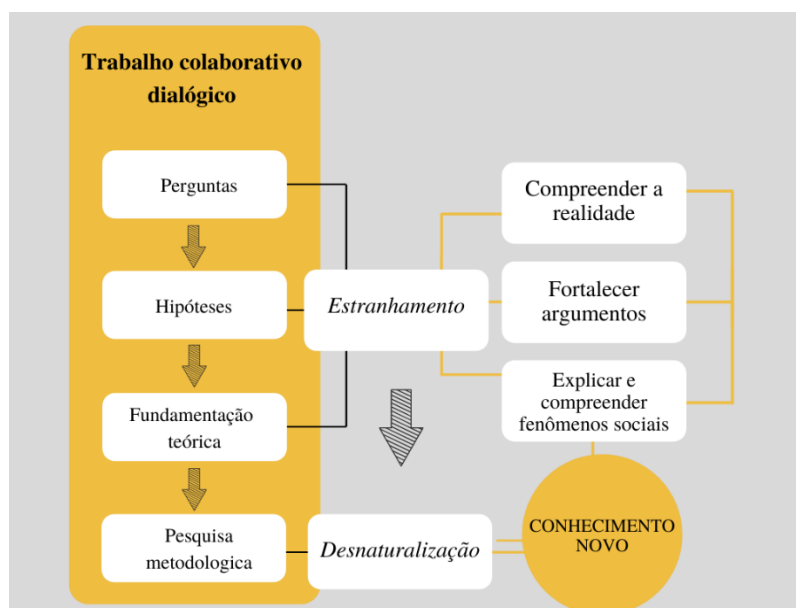 Trabalho colaborativo
dialógico
Perguntas
Hipóteses
Fundamentação
teórica
Pesquisa
metodologica
Estranhamento
Desnaturalização
Compreender a
realidade
Fortalecer
argumentos
Explicar e
compreender
fenômenos sociais
CONHECIMENTO
NOVO